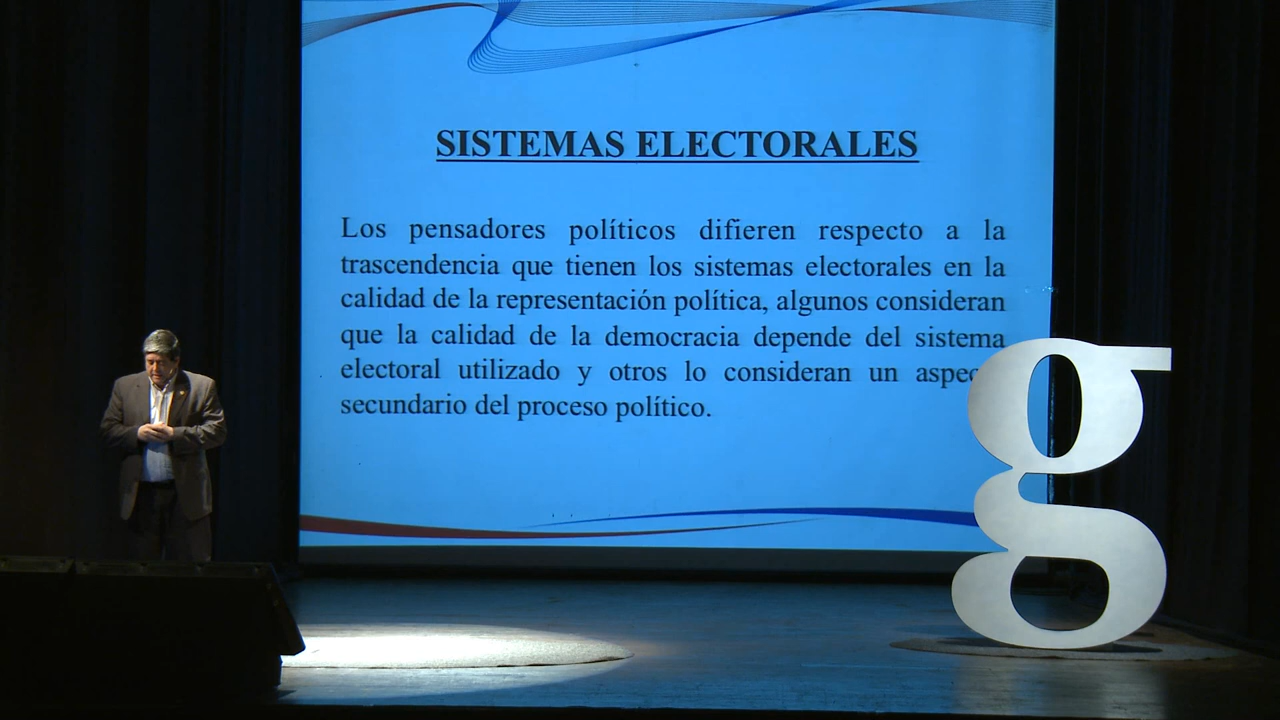 SISTEMAS ELECTORALES
Los pensadores políticos difieren respecto a la
trascendencia que tienen los sistemas electorales en la
calidad de la representación política, algunos consideran
que la calidad de la democracia depende del sistema
electoral utilizado y otros lo consideran un aspec
secundario del proceso político.
g